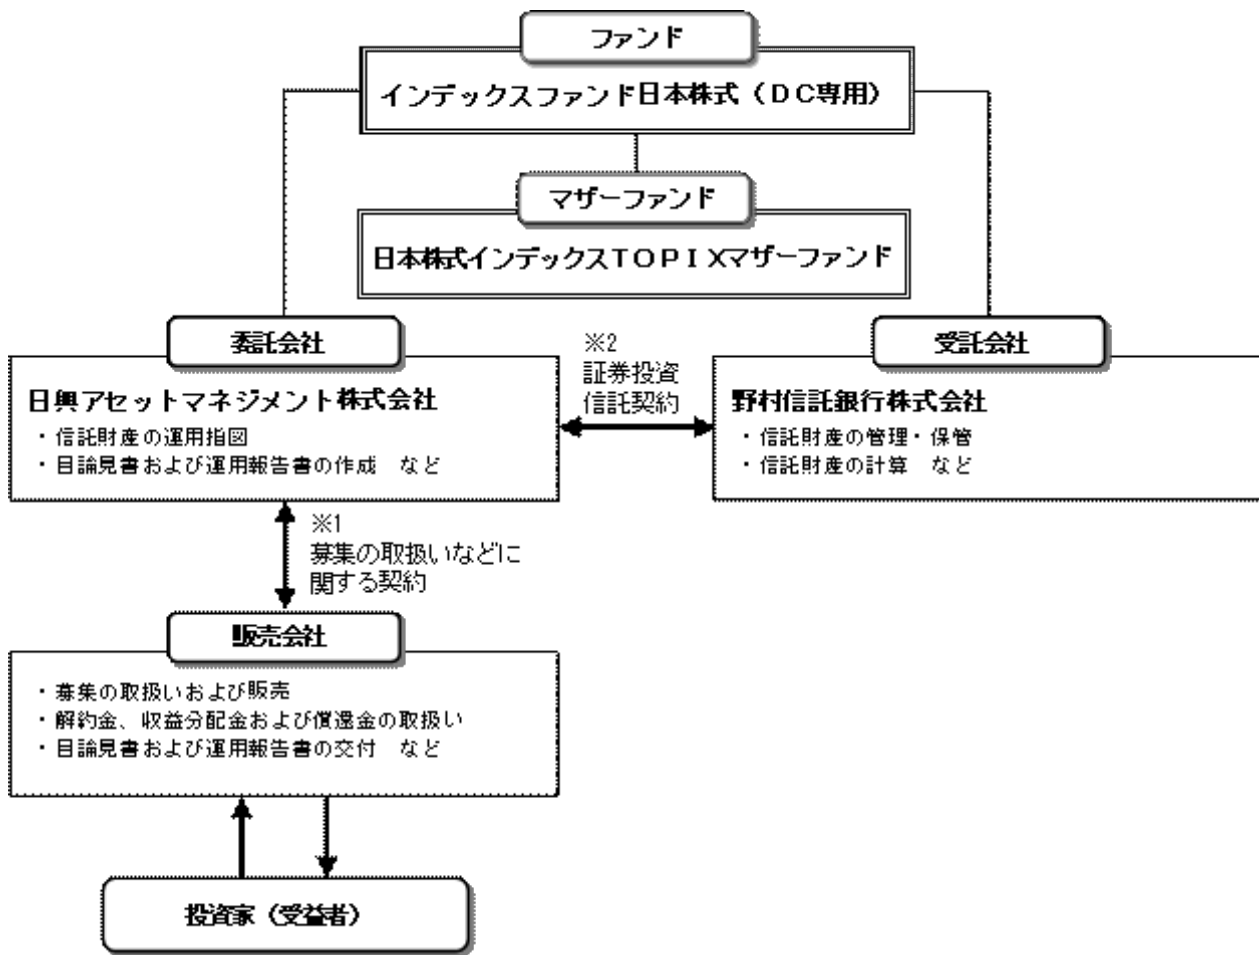 ファンド
インデックスファンド日本株式（ＤＣ専用）
マザーファンド
日本株式インデックスＴＯＰＩＸマザーファンド
委託会社
日興アセットマネジメント株式会社
・信託財産の運用指図
・目論見書および運用報告書の作成　など
※2
証券投資
信託契約
受託会社
野村信託銀行株式会社
・信託財産の管理・保管
・信託財産の計算　など
※1
募集の取扱いなどに
関する契約
販売会社
・募集の取扱いおよび販売
・解約金、収益分配金および償還金の取扱い
・目論見書および運用報告書の交付　など
投資家（受益者）